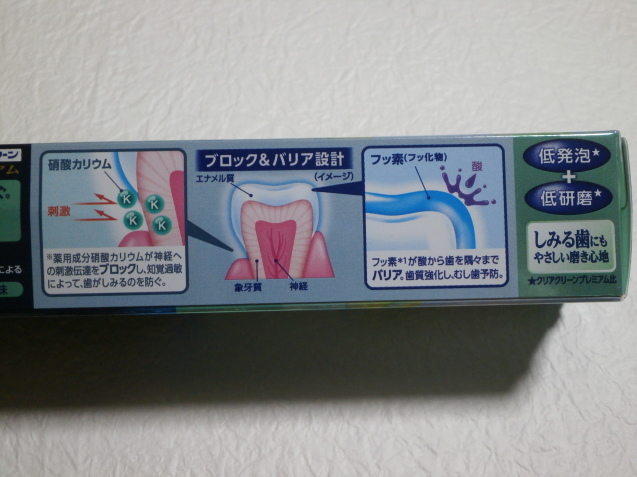 硝酸カリウム
K
K
K
K
刺激
※薬用成分硝酸カリウムが神経へ
の刺激伝達をブロックし、知覚過敏
によって、歯がしみるのを防ぐ。
ブロック&バリア設計
エナメル質
(イメージ)
象牙質
神経
フッ素(フッ化物)
酸
フッ素*1が酸から歯を隅々まで
バリア。歯質強化し、むし歯予防。
低発泡★
+
低研磨★
しみる歯にも
やさしい磨き心地
★クリアクリーンプレミアム比
による